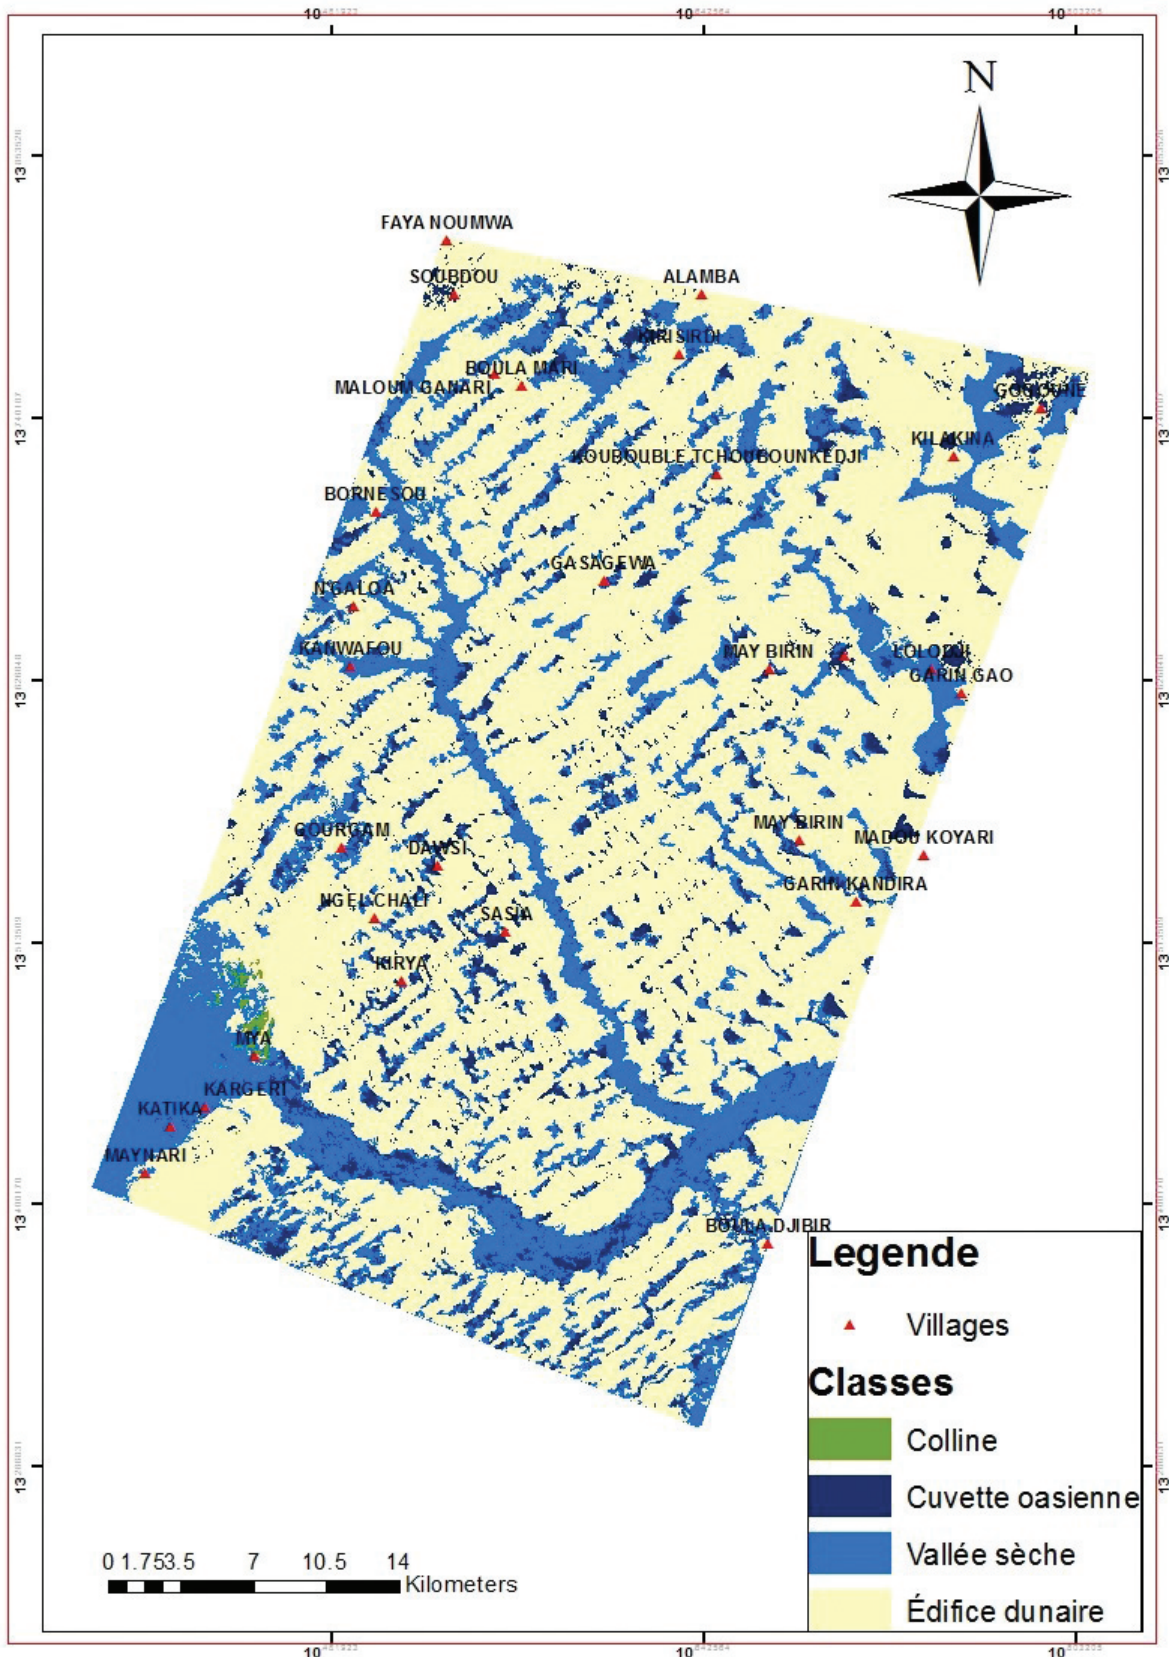 N
FAYA NOUMWA
SOUBDOU
ALAMBA
KIRISIRDI
BOULA MARI
MALOUM GANARI
GOGOUNE
KILAKINA
KOUBOUBLE TCHOUBOUNKEDJI
BORNESOU
GASAGEWA
N'GALOA
KANWAFOU
MAY BIRIN
LOLODJI
GARIN GAO
GOURGAM
DAWSI
MAY BIRIN
MADOU KOYARI
GARIN KANDIRA
NGEL CHALI
SASIA
KIRYA
MYA
KARGERI
KATIKA
MAYNARI
BOULA DJIBIR
Legende
Villages
Classes
Colline
Cuvette oasienne
Vallée sèche
Édifice dunaire
0 1.75 3.5 7 10.5 14
Kilometers